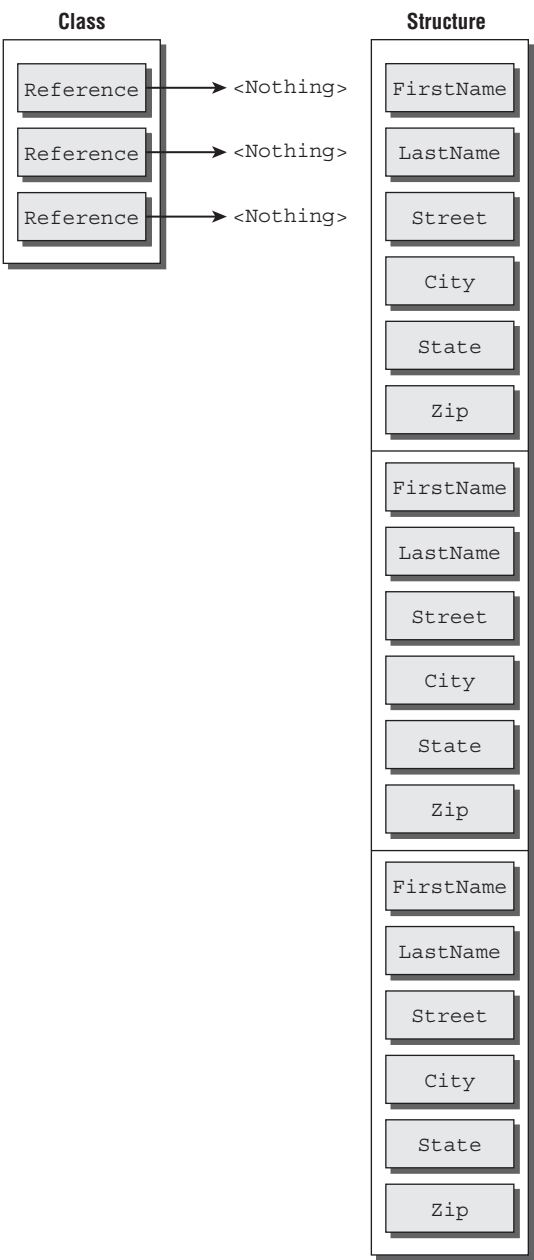 Class
Reference
<Nothing>
Reference
<Nothing>
Reference
<Nothing>
Structure
FirstName
LastName
Street
City
State
Zip
FirstName
LastName
Street
City
State
Zip
FirstName
LastName
Street
City
State
Zip